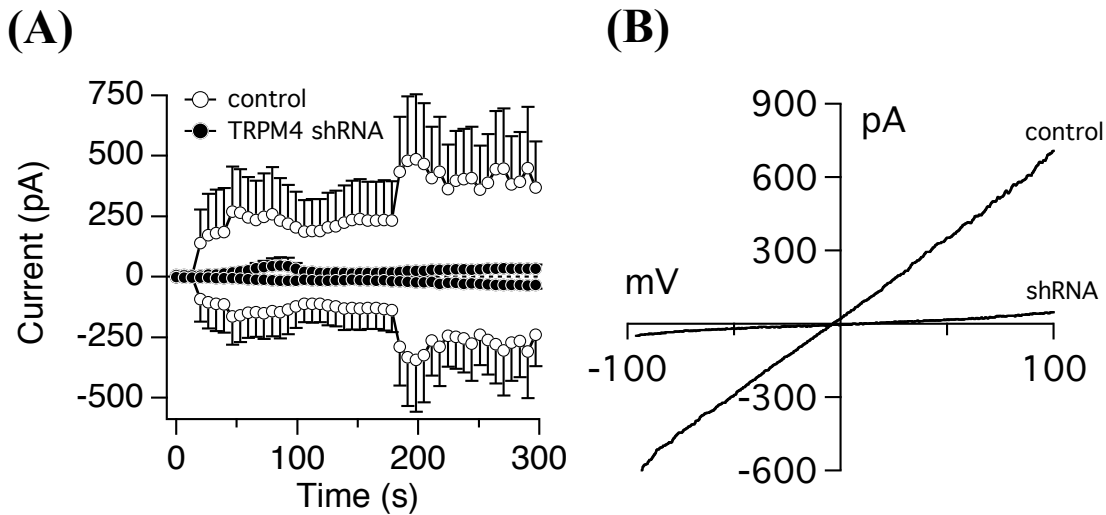 (A)
Current (pA)
750
500
250
0
-250
-500
control
TRPM4 shRNA
0
100
200
300
Time (s)
(B)
pA
mV
900
600
300
-300
-600
-100
100
control
shRNA